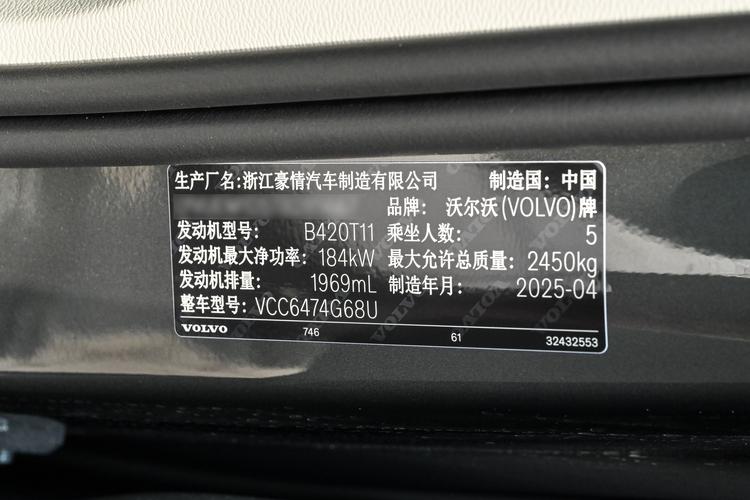 生产厂名:浙江豪情汽车制造有限公司 制造国：中国
品牌： 沃尔沃(VOLVO)牌
发动机型号： B420T11 乘坐人数： 5
发动机最大净功率： 184kW 最大允许总质量： 2450kg
发动机排量： 1969mL 制造年月： 2025-04
整车型号： VCC6474G68U
VOLVO 746 61 32432553